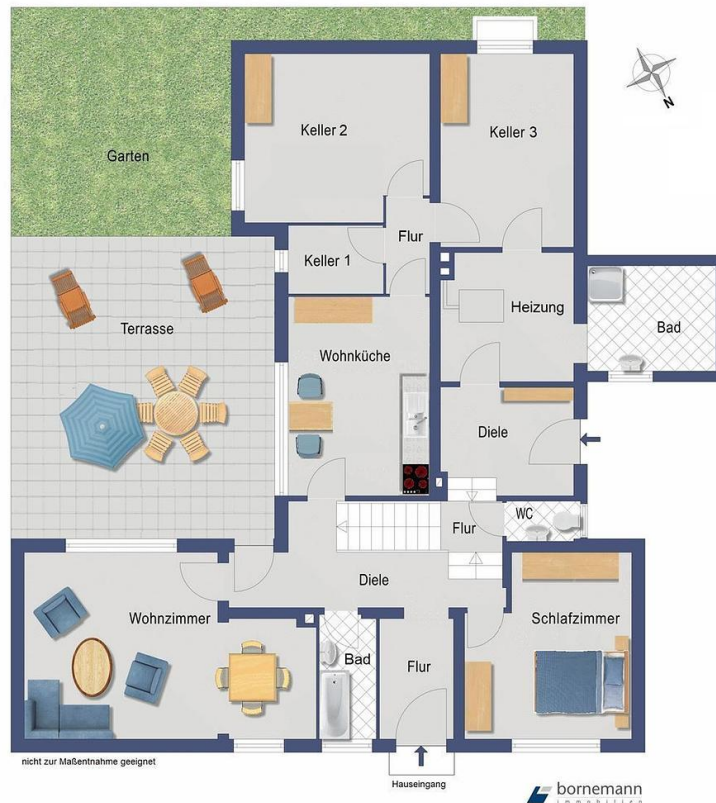 Keller 2
Keller 3
N
Garten
Flur
Keller 1
Heizung
Terrasse
Bad
Wohnküche
Diele
WC
Flur
Diele
Wohnzimmer
Schlafzimmer
Bad
Flur
nicht zur Maßentnahme geeignet
Hauseingang
bornemann
immobilien